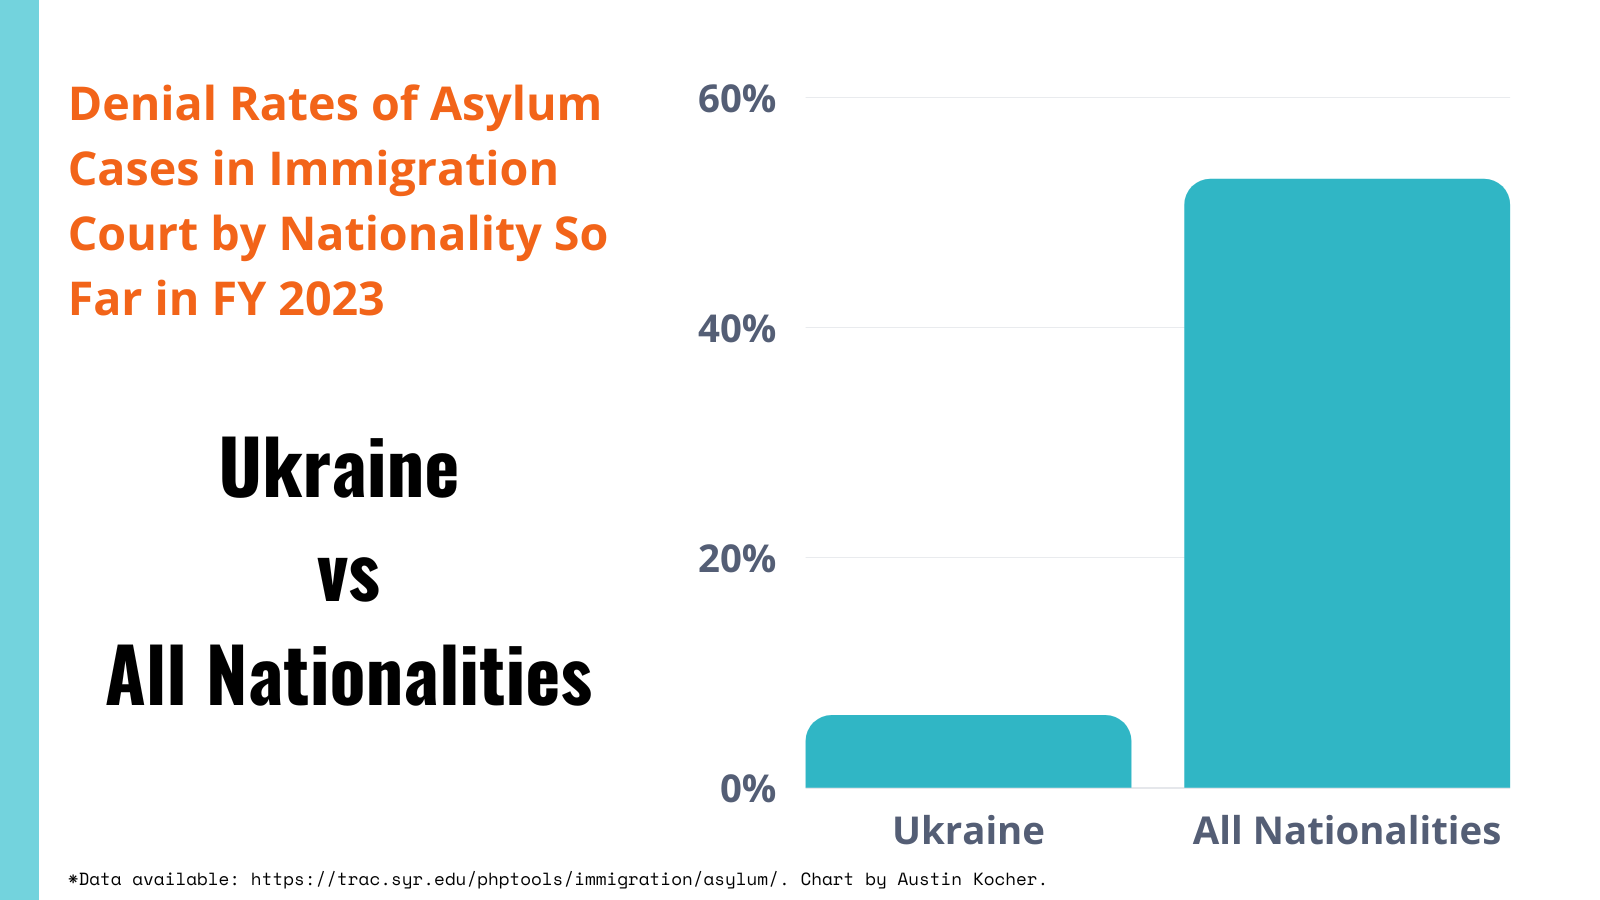 Denial Rates of Asylum
Cases in Immigration
Court by Nationality So
Far in FY 2023
Ukraine
vs
All Nationalities
60%
40%
20%
0%
Ukraine
All Nationalities
*Data available: https://trac.syr.edu/phptools/immigration/asylum/. Chart by Austin Kocher.